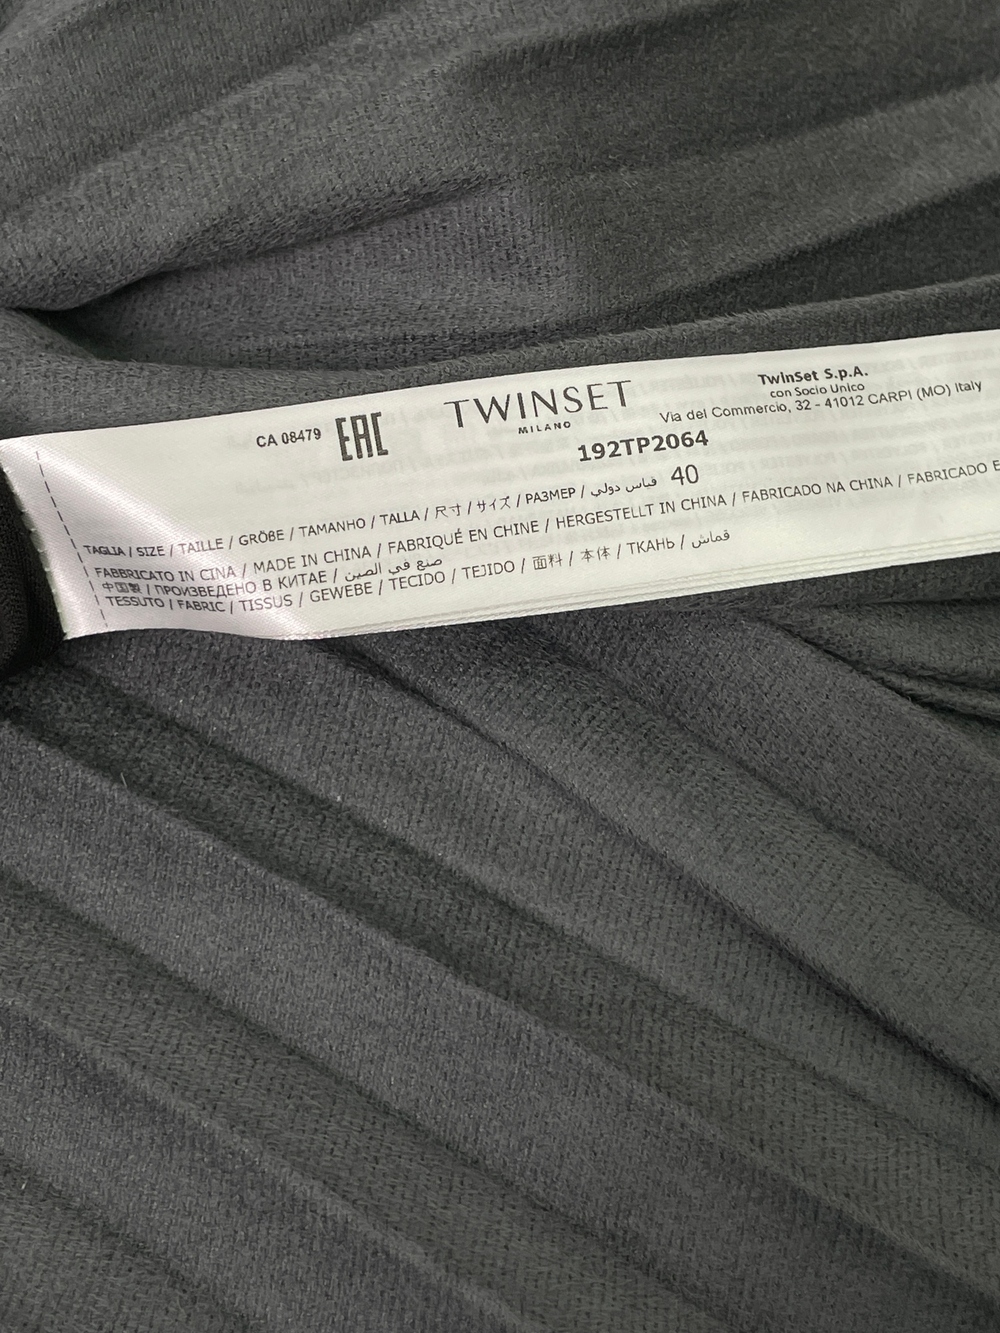 CA 08479
EAC
TWINSET
MILANO
TwinSet S.p.A.
con Socio Unico
Via del Commercio, 32 - 41012 CARPI (MO) Italy
192TP2064
TAGLIA / SIZE / TAILLE / GRÖBE / TAMANHO / TALLA / 尺寸 / サイズ / РАЗМЕР / قياس دولي 40
FABBRICATO IN CINA / MADE IN CHINA / FABRIQUÉ EN CHINE / HERGESTELLT IN CHINA / FABRICADO NA CHINA / FABRICADO E
中国製 / ПРОИЗВЕДЕНО В КИТАЕ / صنع في الصين
TESSUTO / FABRIC / TISSUS / GEWEBE / TECIDO / TEJIDO / 面料 / 本体 / ТКАНЬ / قماش